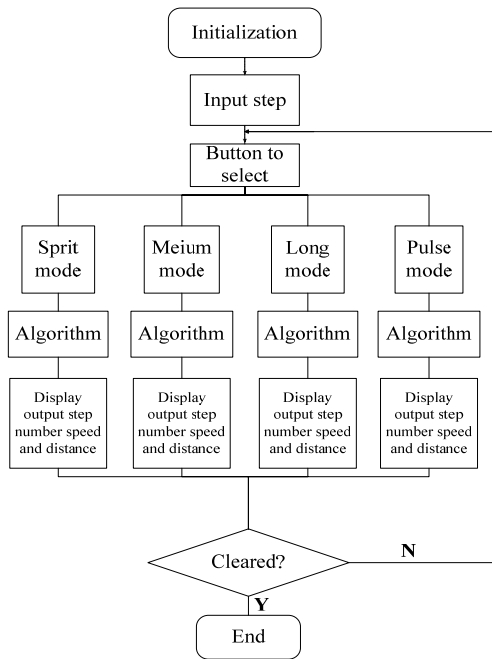 Initialization
Input step
Button to
select
Sprit
mode
Meium
mode
Long
mode
Pulse
mode
Algorithm
Algorithm
Algorithm
Algorithm
Display
output step
number speed
and distance
Display
output step
number speed
and distance
Display
output step
number speed
and distance
Display
output step
number speed
and distance
Cleared?
N
Y
End